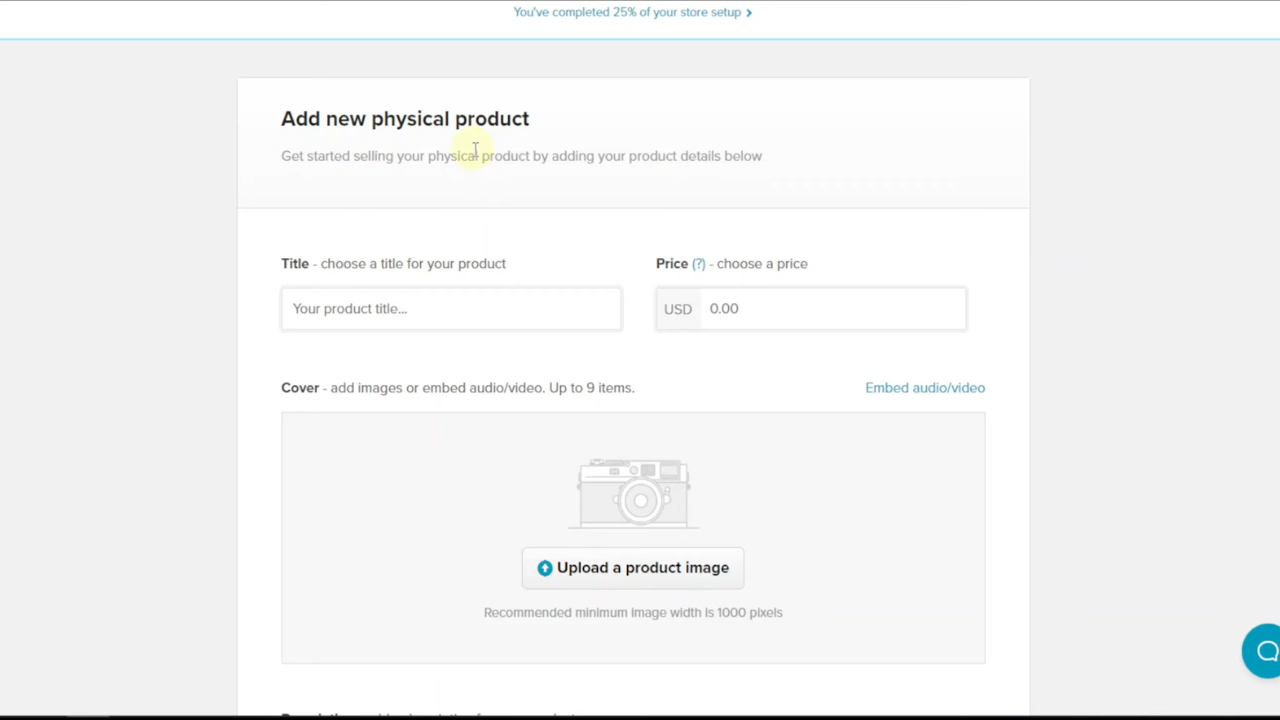 You've completed 25% of your store setup
Add new physical product
Get started selling your physical product by adding your product details below
Title - choose a title for your product
Price (?) - choose a price
Your product title...
USD 0.00
Cover - add images or embed audio/video. Up to 9 items.
Embed audio/video
Upload a product image
Recommended minimum image width is 1000 pixels